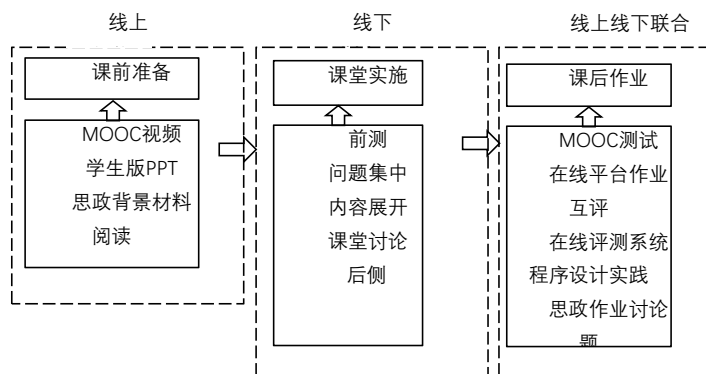 线上
线下
线上线下联合
课前准备
MOOC视频
学生版PPT
思政背景材料
阅读
课堂实施
前测
问题集中
内容展开
课堂讨论
后侧
课后作业
MOOC测试
在线平台作业
互评
在线评测系统
程序设计实践
思政作业讨论
题